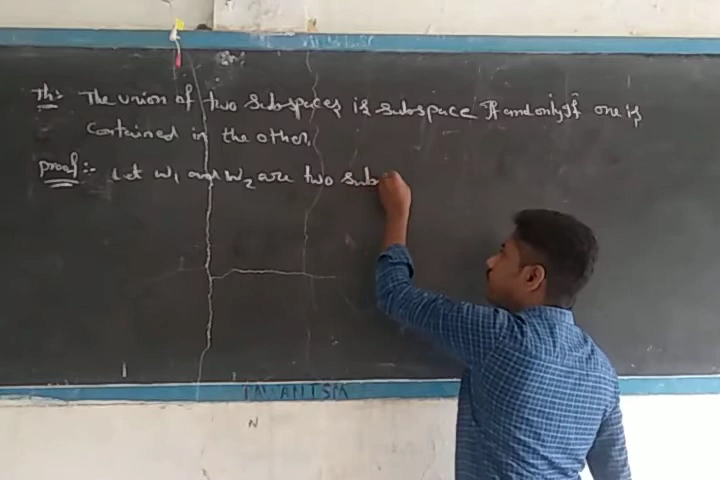 Th:- The union of two subspaces is subspace If and only If one is
contained in the other.
Proof:- Let W1 and W2 are two sub